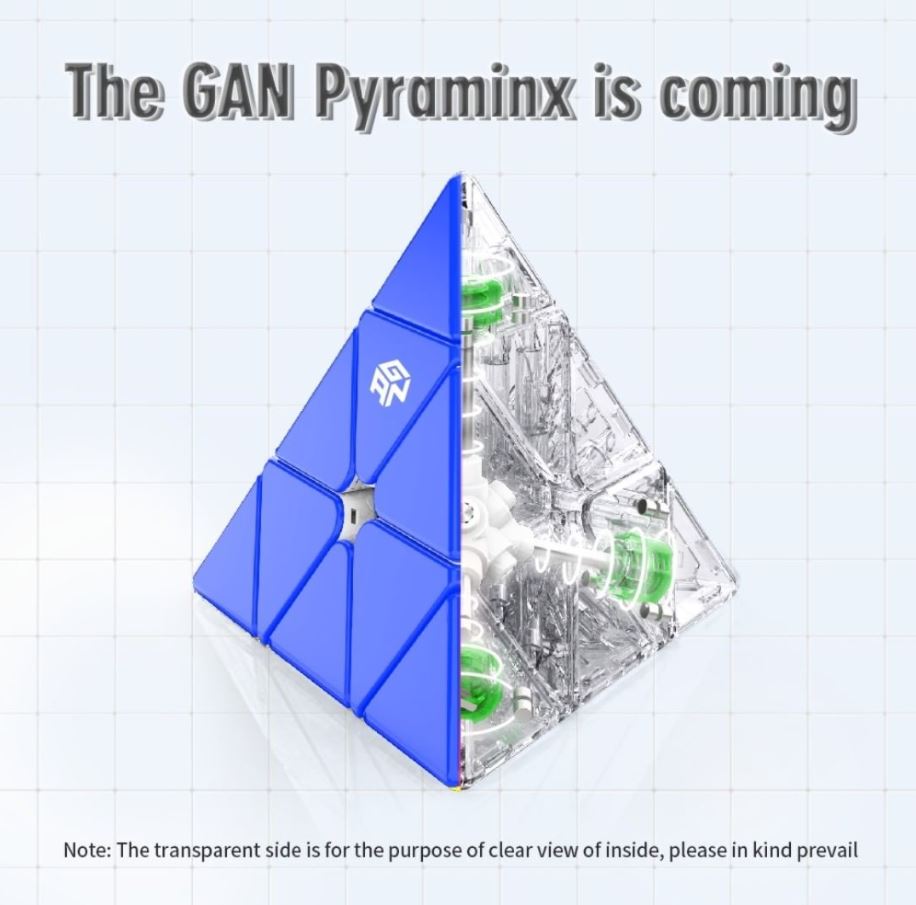 The GAN Pyraminx is coming
GAN
Note: The transparent side is for the purpose of clear view of inside, please in kind prevail